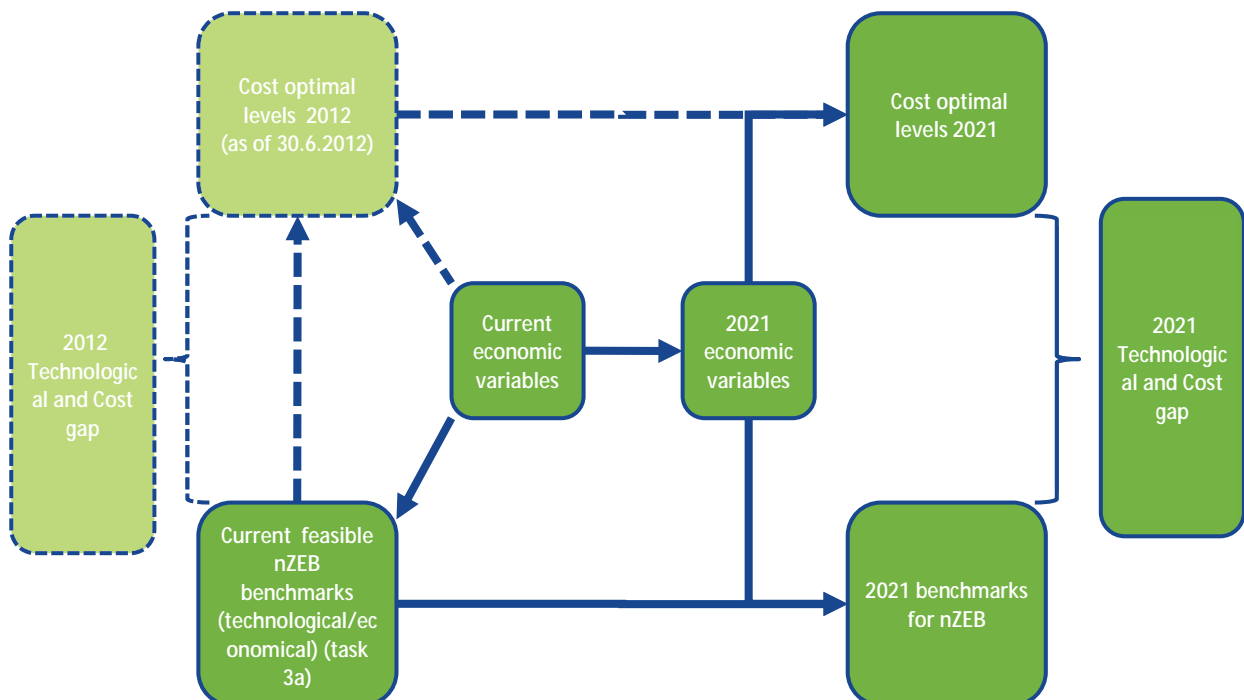 Cost optimal
levels 2012
(as of 30.6.2012)
Cost optimal
levels 2021
2012
Technologic
al and Cost
gap
Current
economic
variables
2021
economic
variables
2021
Technologic
al and Cost
gap
Current feasible
nZEB
benchmarks
(technological/ec
onomical) (task
3a)
2021 benchmarks
for nZEB